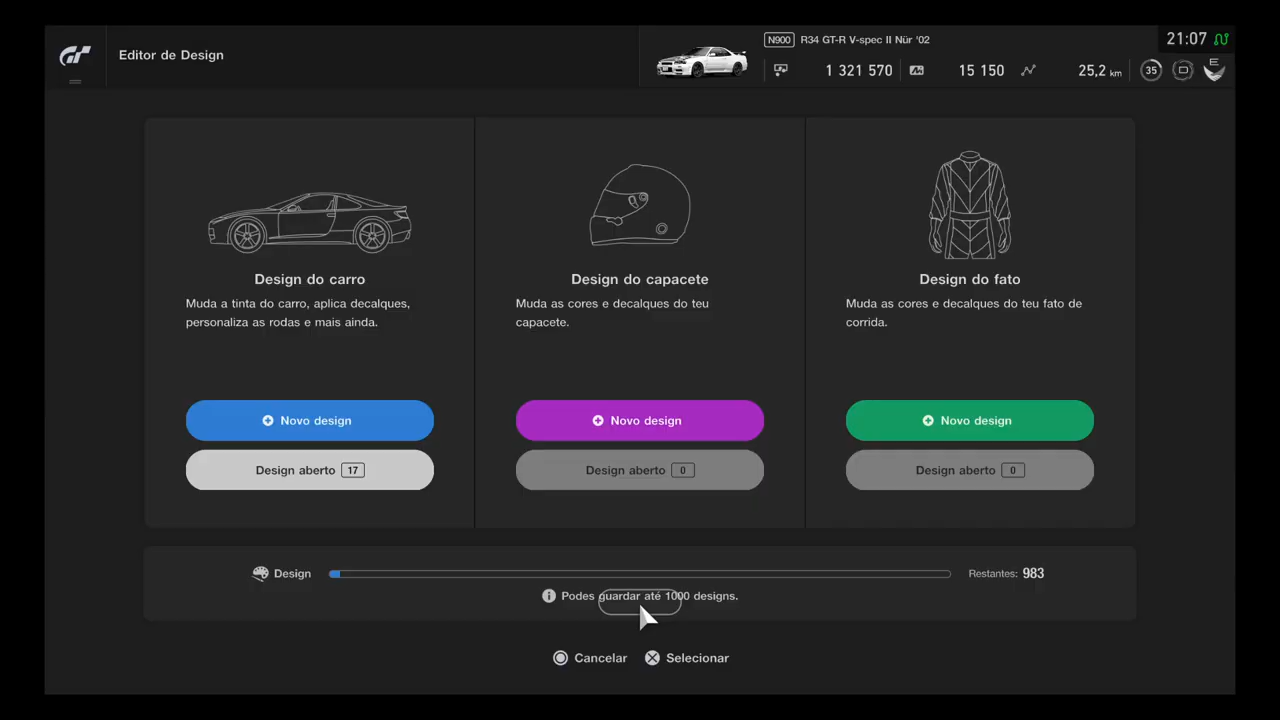 GT
Editor de Design
N900 R34 GT-R V-spec II Nür '02
21:07
1 321 570
15 150
25,2 km
35
E
Design do carro
Muda a tinta do carro, aplica decalques,
personaliza as rodas e mais ainda.
Novo design
Design aberto 17
Design do capacete
Muda as cores e decalques do teu
capacete.
Novo design
Design aberto 0
Design do fato
Muda as cores e decalques do teu fato de
corrida.
Novo design
Design aberto 0
Design
Restantes: 983
Podes guardar até 1000 designs.
Cancelar
Selecionar